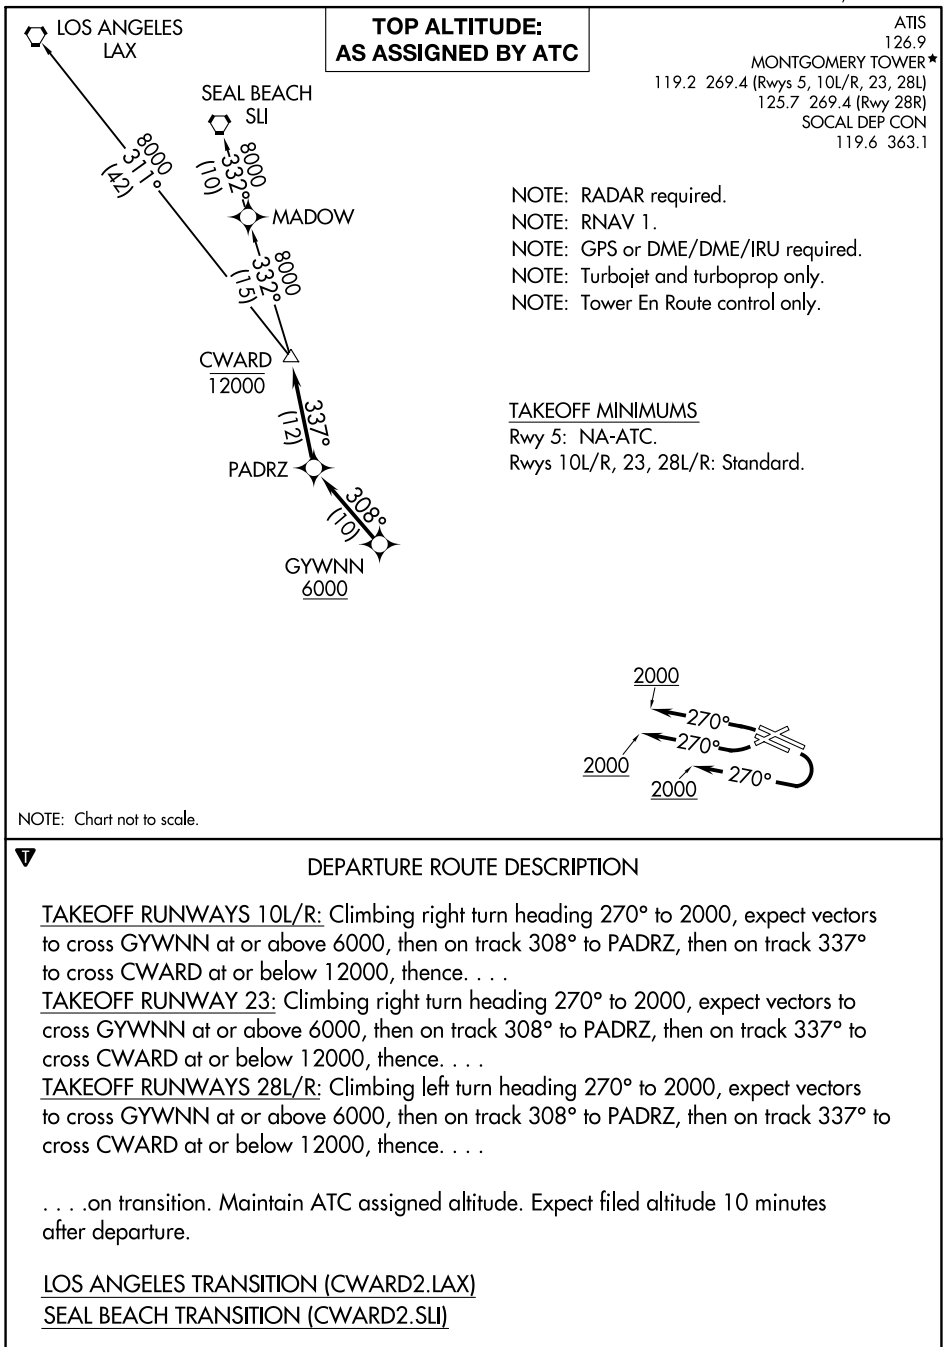 LOS ANGELES
LAX
TOP ALTITUDE:
AS ASSIGNED BY ATC
ATIS
126.9
MONTGOMERY TOWER★
119.2 269.4 (Rwys 5, 10L/R, 23, 28L)
125.7 269.4 (Rwy 28R)
SOCAL DEP CON
119.6 363.1
SEAL BEACH
SLI
8000
311°
(42)
8000
332°
(10)
MADOW
8000
332°
(15)
CWARD
12000
337°
(12)
PADRZ
308°
(10)
GYWNN
6000
NOTE: RADAR required.
NOTE: RNAV 1.
NOTE: GPS or DME/DME/IRU required.
NOTE: Turbojet and turboprop only.
NOTE: Tower En Route control only.
TAKEOFF MINIMUMS
Rwy 5: NA-ATC.
Rwys 10L/R, 23, 28L/R: Standard.
2000
270°
270°
2000
270°
2000
NOTE: Chart not to scale.
T
DEPARTURE ROUTE DESCRIPTION
TAKEOFF RUNWAYS 10L/R: Climbing right turn heading 270° to 2000, expect vectors
to cross GYWNN at or above 6000, then on track 308° to PADRZ, then on track 337°
to cross CWARD at or below 12000, thence. . . .
TAKEOFF RUNWAY 23: Climbing right turn heading 270° to 2000, expect vectors to
cross GYWNN at or above 6000, then on track 308° to PADRZ, then on track 337° to
cross CWARD at or below 12000, thence. . . .
TAKEOFF RUNWAYS 28L/R: Climbing left turn heading 270° to 2000, expect vectors
to cross GYWNN at or above 6000, then on track 308° to PADRZ, then on track 337° to
cross CWARD at or below 12000, thence. . . .
. . . .on transition. Maintain ATC assigned altitude. Expect filed altitude 10 minutes
after departure.
LOS ANGELES TRANSITION (CWARD2.LAX)
SEAL BEACH TRANSITION (CWARD2.SLI)